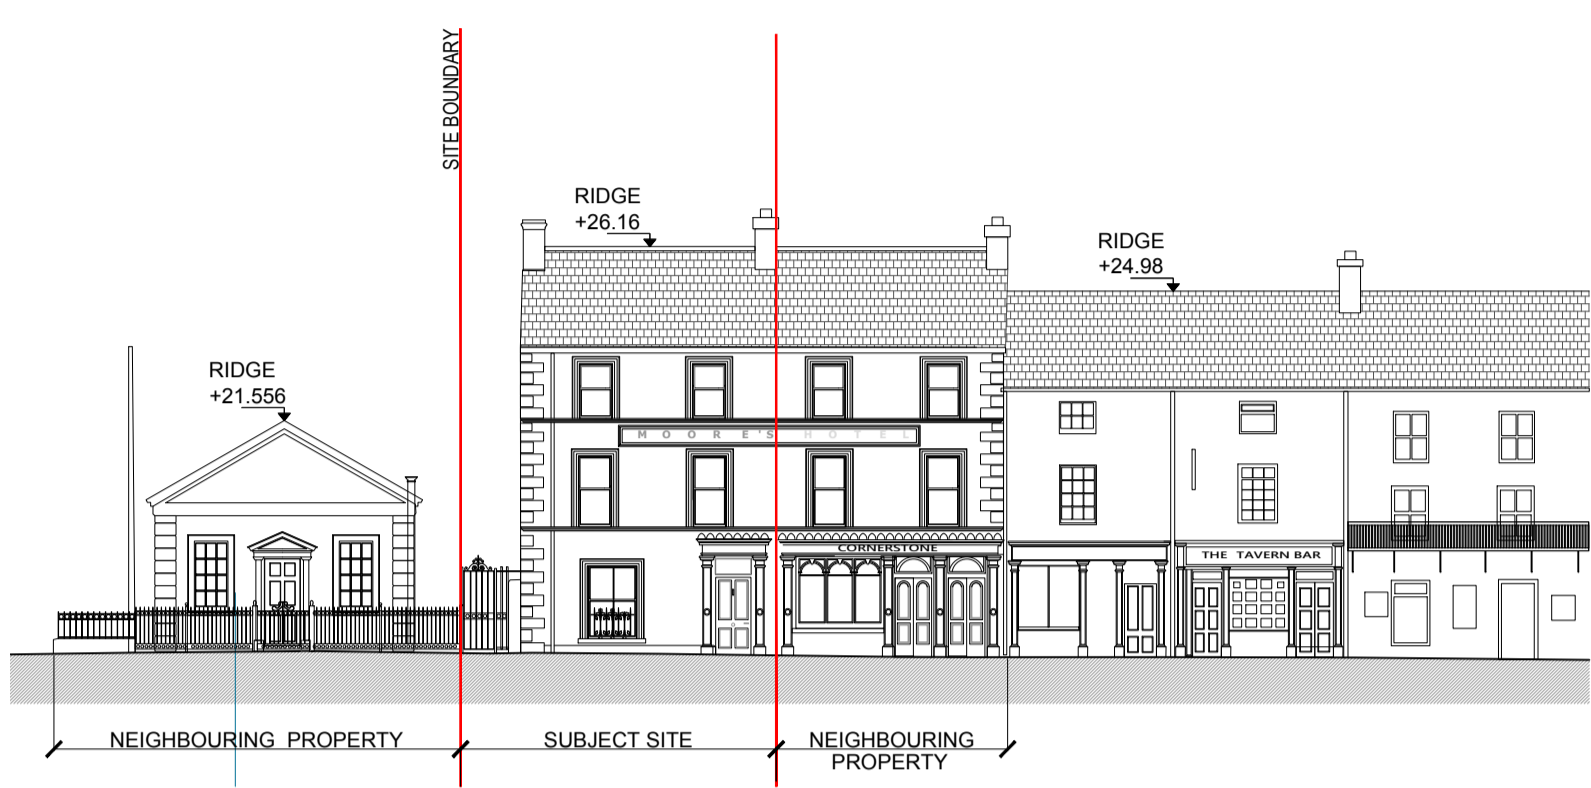 SITE BOUNDARY
RIDGE
+26.16
RIDGE
+24.98
RIDGE
+21.556
MOORE'S HOTEL
CORNERSTONE
THE TAVERN BAR
NEIGHBOURING PROPERTY
SUBJECT SITE
NEIGHBOURING
PROPERTY